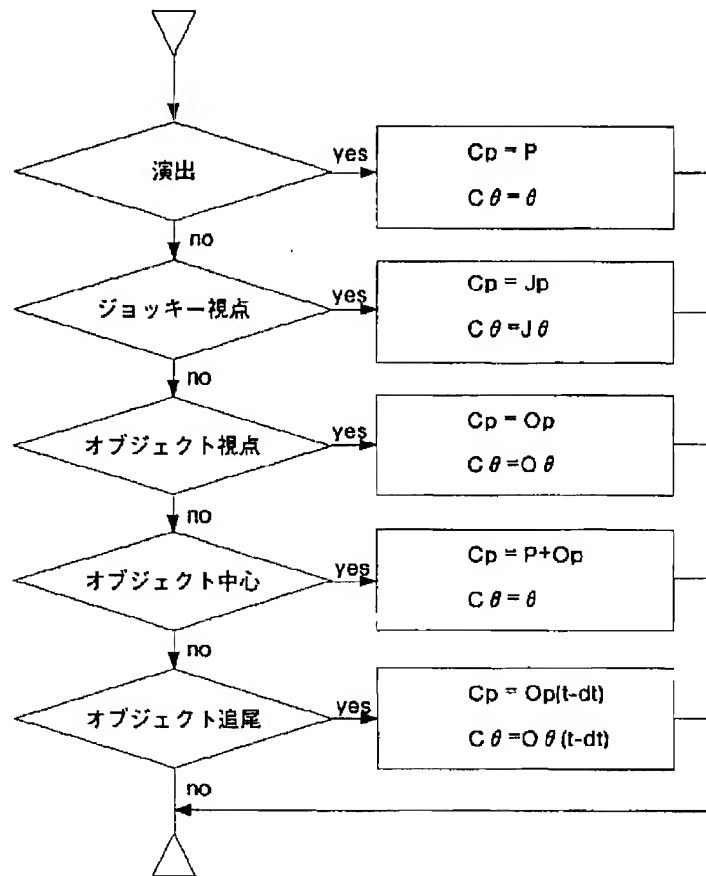 演出
yes
Cp = P
Cθ = θ
no
ジョッキー視点
yes
Cp = Jp
Cθ = Jθ
no
オブジェクト視点
yes
Cp = Op
Cθ = Oθ
no
オブジェクト中心
yes
Cp = P+Op
Cθ = θ
no
オブジェクト追尾
yes
Cp = Op(t-dt)
Cθ = Oθ(t-dt)
no